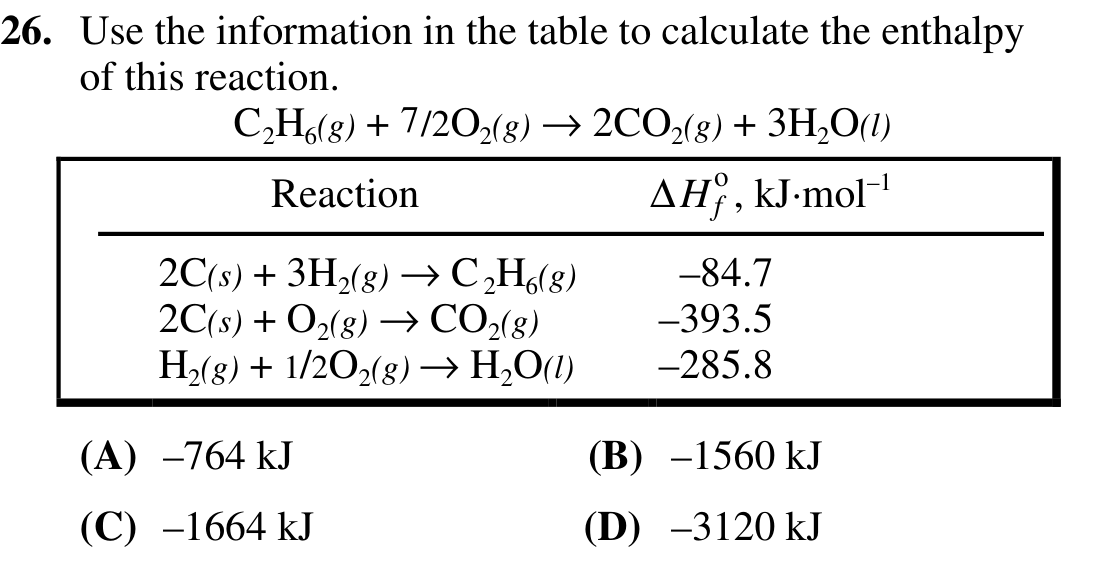 26. Use the information in the table to calculate the enthalpy
of this reaction.
C₂H₆(g) + 7/2O₂(g) → 2CO₂(g) + 3H₂O(l)
Reaction ΔH°f, kJ·mol⁻¹
2C(s) + 3H₂(g) → C₂H₆(g) –84.7
2C(s) + O₂(g) → CO₂(g) –393.5
H₂(g) + 1/2O₂(g) → H₂O(l) –285.8
(A) –764 kJ (B) –1560 kJ
(C) –1664 kJ (D) –3120 kJ